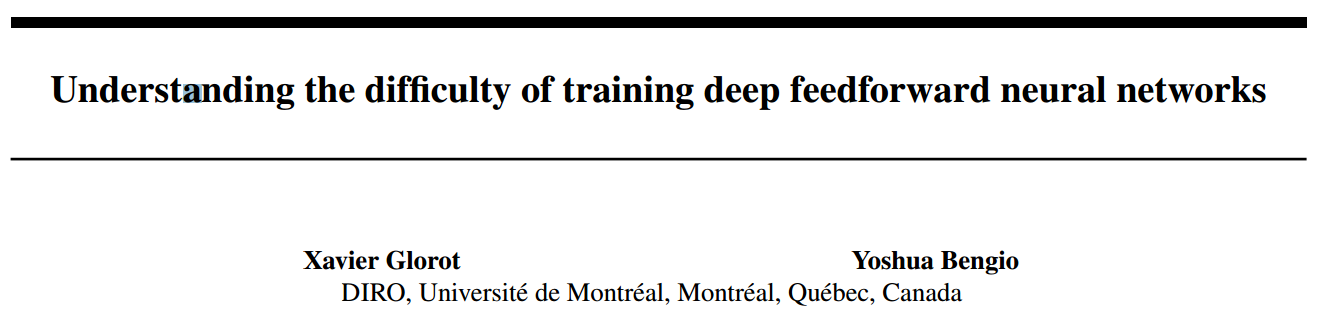 Understanding the difficulty of training deep feedforward neural networks
Xavier Glorot Yoshua Bengio
DIRO, Université de Montréal, Montréal, Québec, Canada